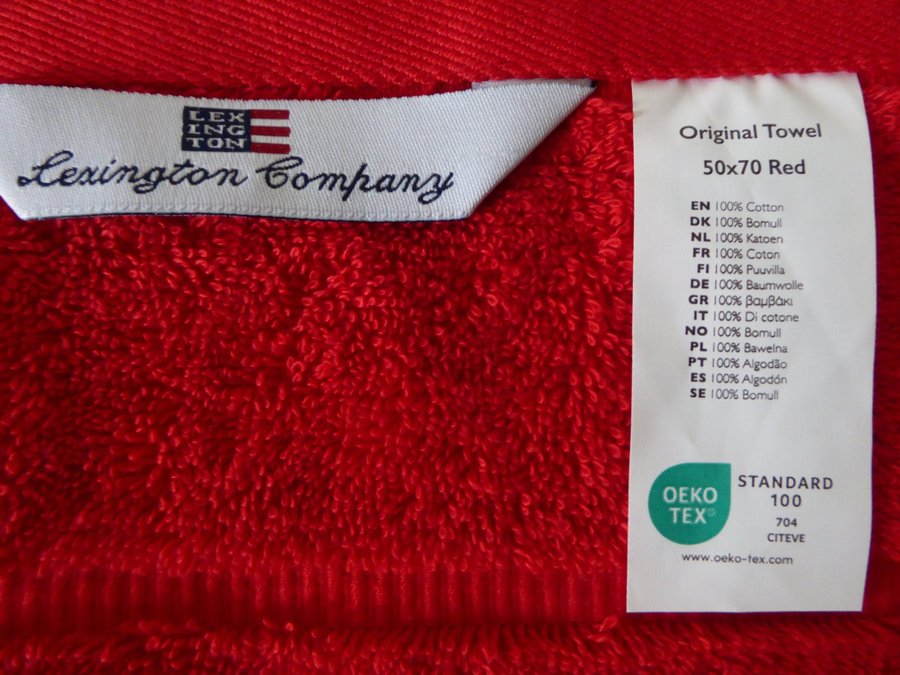 LEX
ING
TON
Lexington Company
Original Towel
50x70 Red
EN 100% Cotton
DK 100% Bomull
NL 100% Katoen
FR 100% Coton
FI 100% Puuvilla
DE 100% Baumwolle
GR 100% βαμβάκι
IT 100% Di cotone
NO 100% Bomull
PL 100% Bawelna
PT 100% Algodão
ES 100% Algodón
SE 100% Bomull
OEKO
TEX®
STANDARD
100
704
CITEVE
www.oeko-tex.com